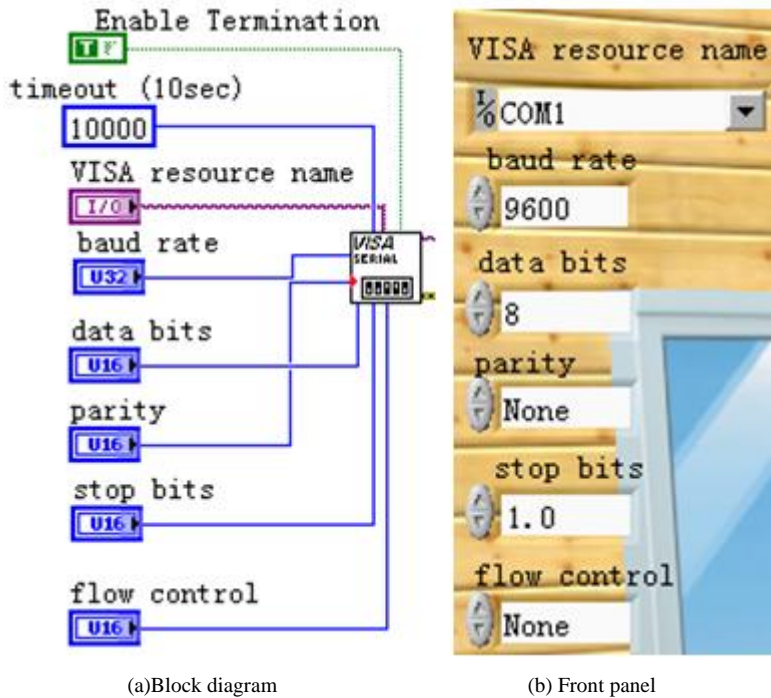 Enable Termination
T F
timeout (10sec)
10000
VISA resource name
I/O
baud rate
U32
data bits
U16
parity
U16
stop bits
U16
flow control
U16
VISA
SERIAL
VISA resource name
I/O COM1
baud rate
9600
data bits
8
parity
None
stop bits
1.0
flow control
None
(a)Block diagram
(b) Front panel